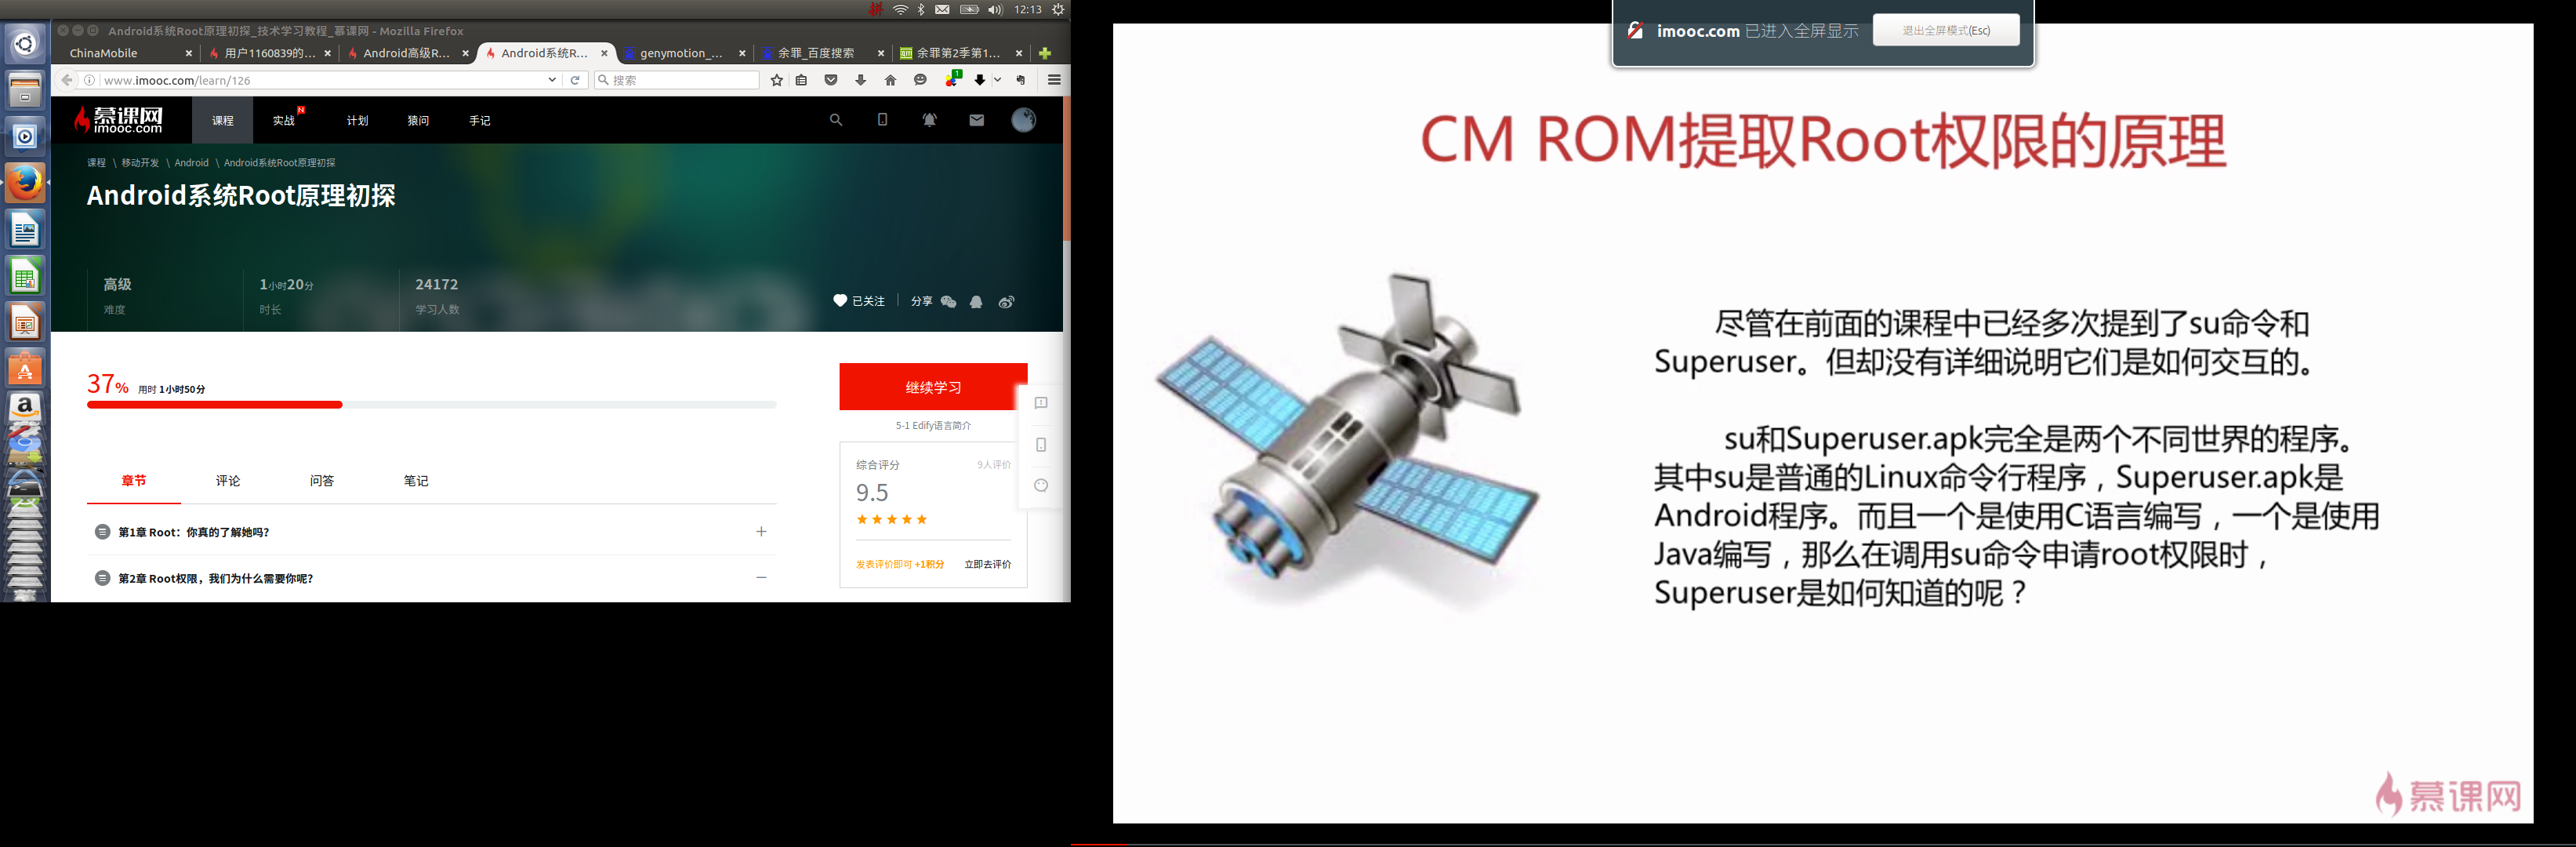 12:13
Android系统Root原理初探_技术学习教程_慕课网 - Mozilla Firefox
ChinaMobile
用户1160839的...
Android高级R...
Android系统R...
genymotion_...
余罪_百度搜索
余罪第2季第1...
www.imooc.com/learn/126
搜索
1
慕课网
imooc.com
课程
实战
N
计划
猿问
手记
课程 \ 移动开发 \ Android \ Android系统Root原理初探
Android系统Root原理初探
高级
难度
1小时20分
时长
24172
学习人数
已关注
分享
37%
用时 1小时50分
继续学习
5-1 Edify语言简介
综合评分
9人评价
9.5
发表评价即可 +1积分
立即去评价
章节
评论
问答
笔记
第1章 Root：你真的了解她吗？
第2章 Root权限，我们为什么需要你呢？
imooc.com 已进入全屏显示
退出全屏模式(Esc)
CM ROM提取Root权限的原理
尽管在前面的课程中已经多次提到了su命令和
Superuser。但却没有详细说明它们是如何交互的。
su和Superuser.apk完全是两个不同世界的程序。
其中su是普通的Linux命令行程序，Superuser.apk是
Android程序。而且一个是使用C语言编写，一个是使用
Java编写，那么在调用su命令申请root权限时，
Superuser是如何知道的呢？
慕课网